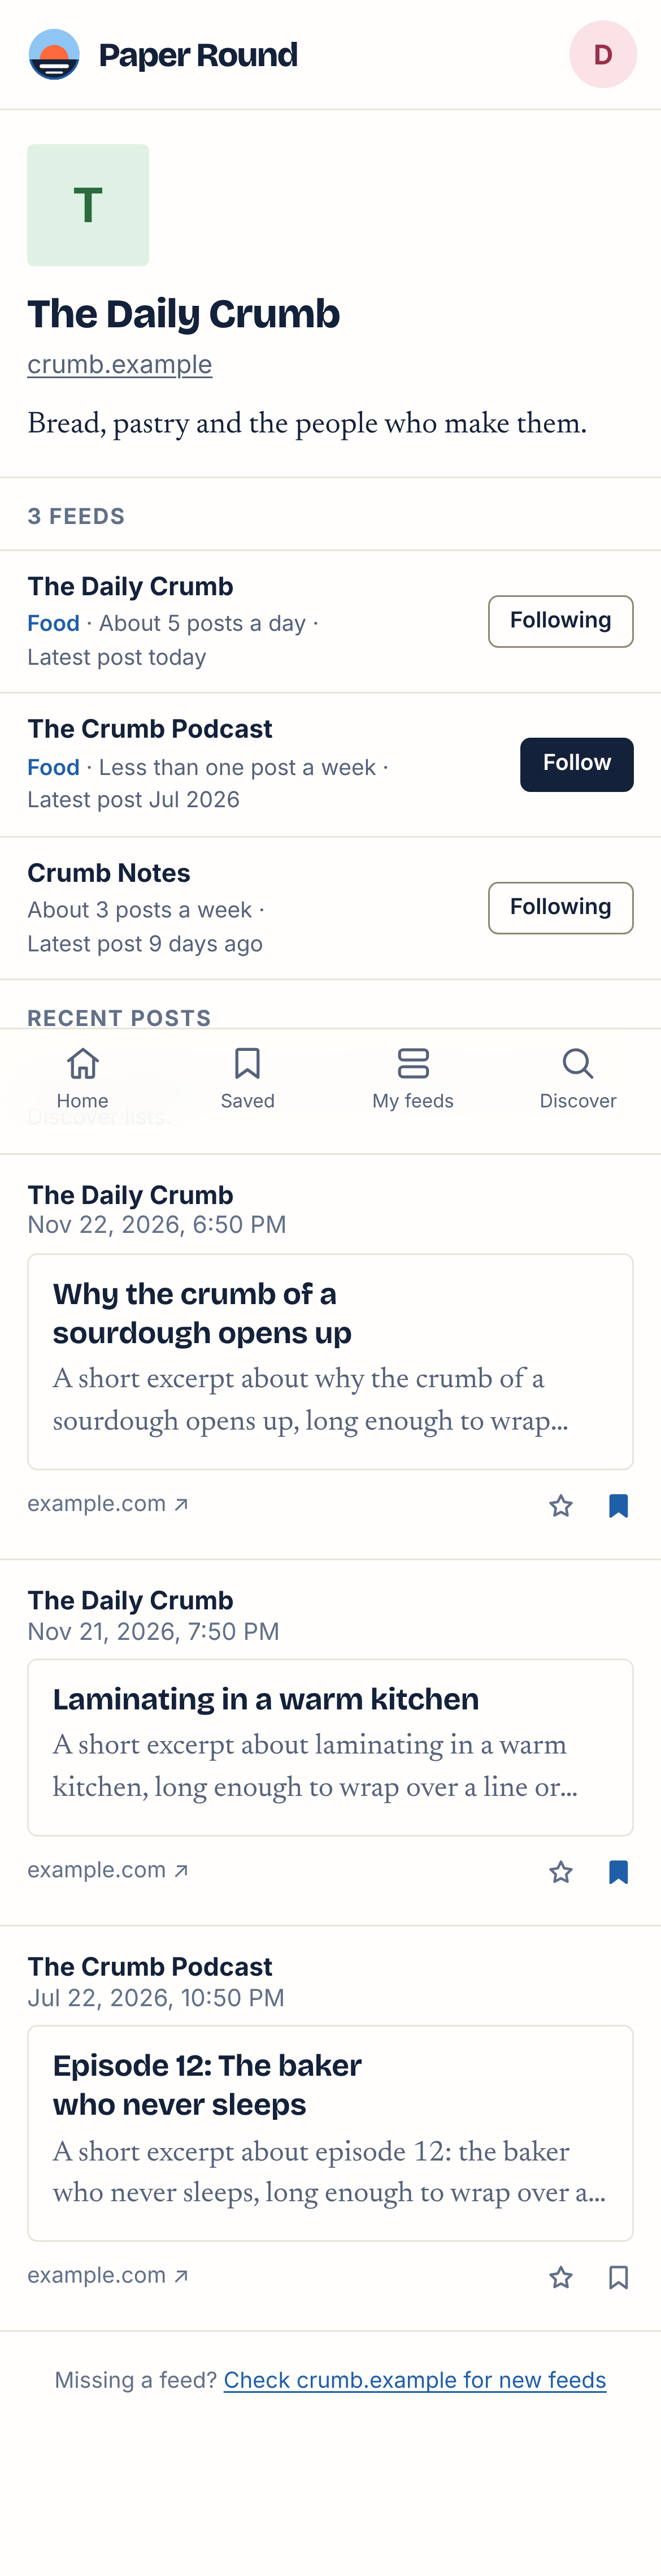 Paper Round
D
T
The Daily Crumb
crumb.example
Bread, pastry and the people who make them.
3 FEEDS
The Daily Crumb
Food · About 5 posts a day ·
Latest post today
Following
The Crumb Podcast
Food · Less than one post a week ·
Latest post Jul 2026
Follow
Crumb Notes
About 3 posts a week ·
Latest post 9 days ago
Following
RECENT POSTS
Home
Saved
My feeds
Discover
Discover lists.
The Daily Crumb
Nov 22, 2026, 6:50 PM
Why the crumb of a
sourdough opens up
A short excerpt about why the crumb of a
sourdough opens up, long enough to wrap...
example.com ↗
The Daily Crumb
Nov 21, 2026, 7:50 PM
Laminating in a warm kitchen
A short excerpt about laminating in a warm
kitchen, long enough to wrap over a line or...
example.com ↗
The Crumb Podcast
Jul 22, 2026, 10:50 PM
Episode 12: The baker
who never sleeps
A short excerpt about episode 12: the baker
who never sleeps, long enough to wrap over a...
example.com ↗
Missing a feed? Check crumb.example for new feeds